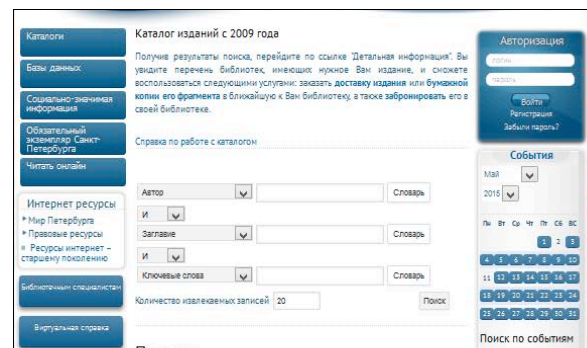 Каталоги
Базы данных
Социально-значимая
информация
Обязательный
экземпляр Санкт-
Петербурга
Читать онлайн
Интернет ресурсы
Мир Петербурга
Правовые ресурсы
Ресурсы интернет –
старшему поколению
Библиотечным специалистам
Виртуальная справка
Каталог изданий с 2009 года
Получив результаты поиска, перейдите по ссылке "Детальная информация". Вы
увидите перечень библиотек, имеющих нужное Вам издание, и сможете
воспользоваться следующими услугами: заказать доставку издания или бумажной
копии его фрагмента в ближайшую к Вам библиотеку, а также забронировать его в
своей библиотеке.
Справка по работе с каталогом
Автор Словарь
И
Заглавие Словарь
И
Ключевые слова Словарь
Количество извлекаемых записей 20 Поиск
Авторизация
логин
пароль
Войти
Регистрация
Забыли пароль?
События
Май
2015
Пн Вт Ср Чт Пт Сб ВС
1 2 3
4 5 6 7 8 9 10
11 12 13 14 15 16 17
18 19 20 21 22 23 24
25 26 27 28 29 30 31
Поиск по событиям